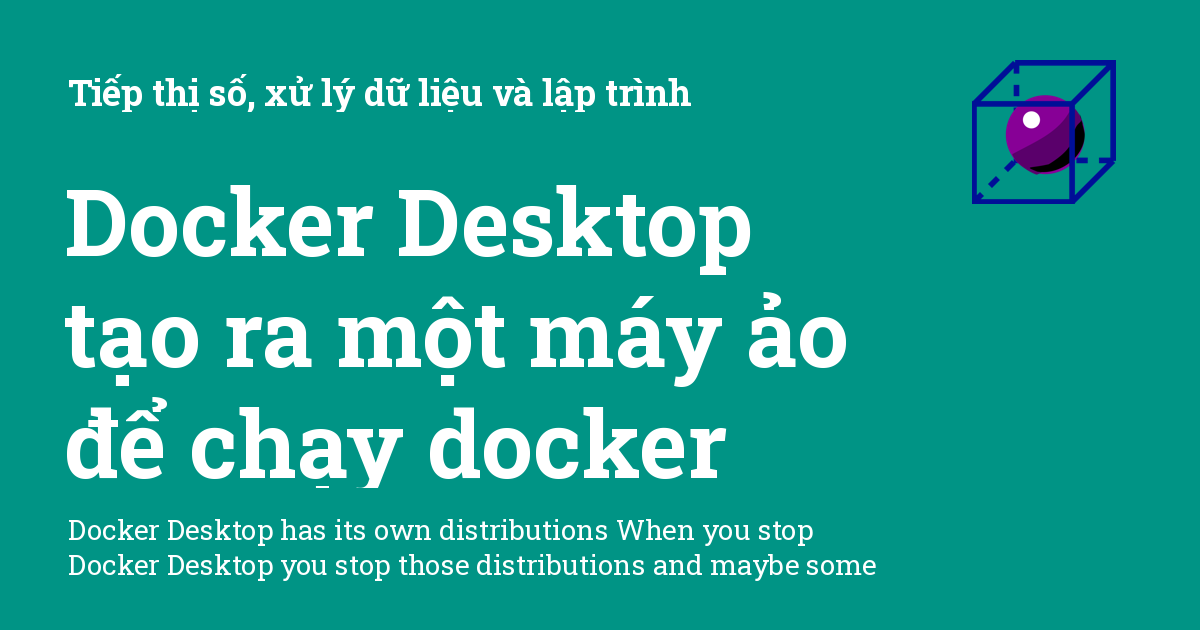 Tiếp thị số, xử lý dữ liệu và lập trình
Docker Desktop
tạo ra một máy ảo
để chạy docker
Docker Desktop has its own distributions When you stop
Docker Desktop you stop those distributions and maybe some